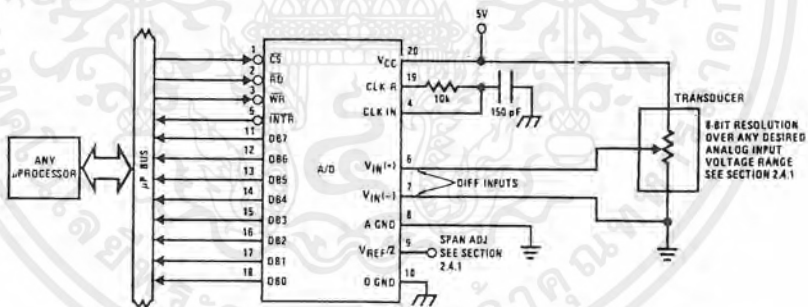 5V
1
CS
2
RD
3
WR
5
INTR
11
DB7
12
DB6
13
DB5
14
DB4
15
DB3
16
DB2
17
DB1
18
DB0
A/D
20
VCC
19
CLK R
4
CLK IN
10k
150 pF
6
VIN(+)
7
VIN(-)
DIFF INPUTS
8
A GND
9
VREF/2
10
D GND
SPAN ADJ
SEE SECTION
2.4.1
ANY
μPROCESSOR
μP BUS
TRANSDUCER
8-BIT RESOLUTION
OVER ANY DESIRED
ANALOG INPUT
VOLTAGE RANGE
SEE SECTION 2.4.1